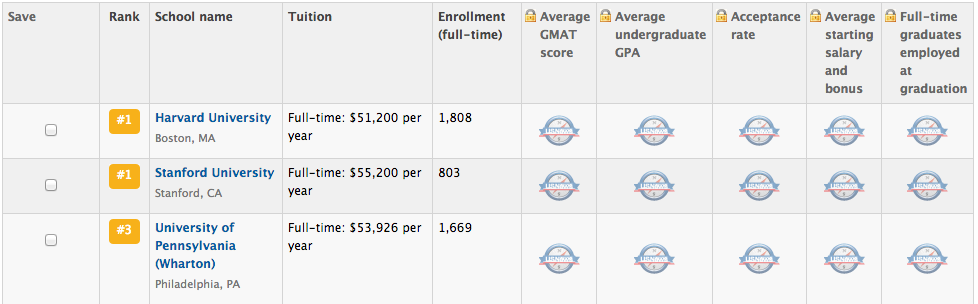 Save
Rank
School name
Tuition
Enrollment
(full-time)
Average
GMAT
score
Average
undergraduate
GPA
Acceptance
rate
Average
starting
salary
and
bonus
Full-time
graduates
employed
at
graduation
#1
Harvard University
Boston, MA
Full-time: $51,200 per
year
1,808
#1
Stanford University
Stanford, CA
Full-time: $55,200 per
year
803
#3
University of
Pennsylvania
(Wharton)
Philadelphia, PA
Full-time: $53,926 per
year
1,669